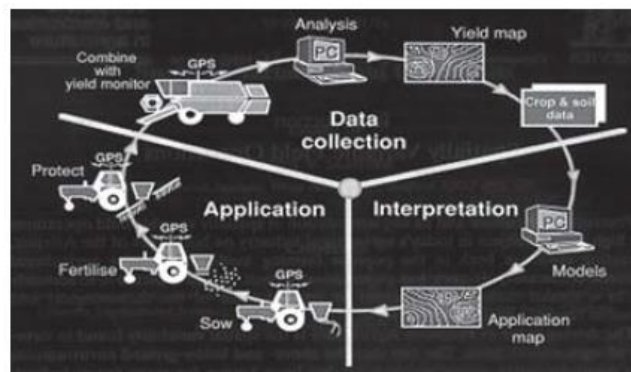 Analysis
PC
Yield map
GPS
Combine
with
yield monitor
Crop & soil
data
Data
collection
GPS
Protect
Application
Interpretation
PC
Models
GPS
Fertilise
GPS
Sow
Application
map